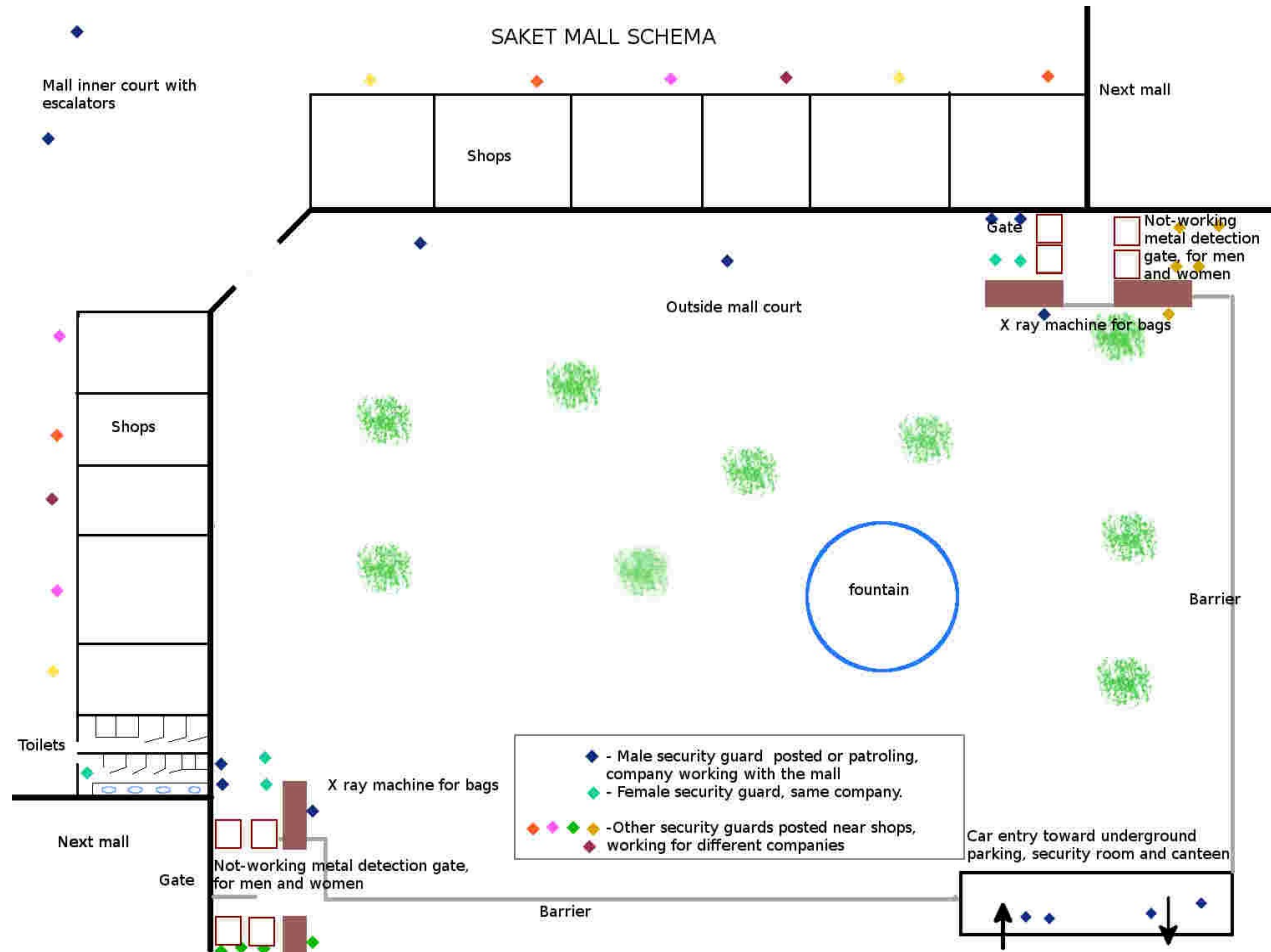 SAKET MALL SCHEMA
Mall inner court with
escalators
Next mall
Shops
Gate
Not-working
metal detection
gate, for men
and women
Outside mall court
X ray machine for bags
Shops
fountain
Barrier
Toilets
X ray machine for bags
- Male security guard  posted or patroling,
company working with the mall
- Female security guard, same company.
-Other security guards posted near shops,
working for different companies
Next mall
Car entry toward underground
parking, security room and canteen
Not-working metal detection gate,
for men and women
Gate
Barrier